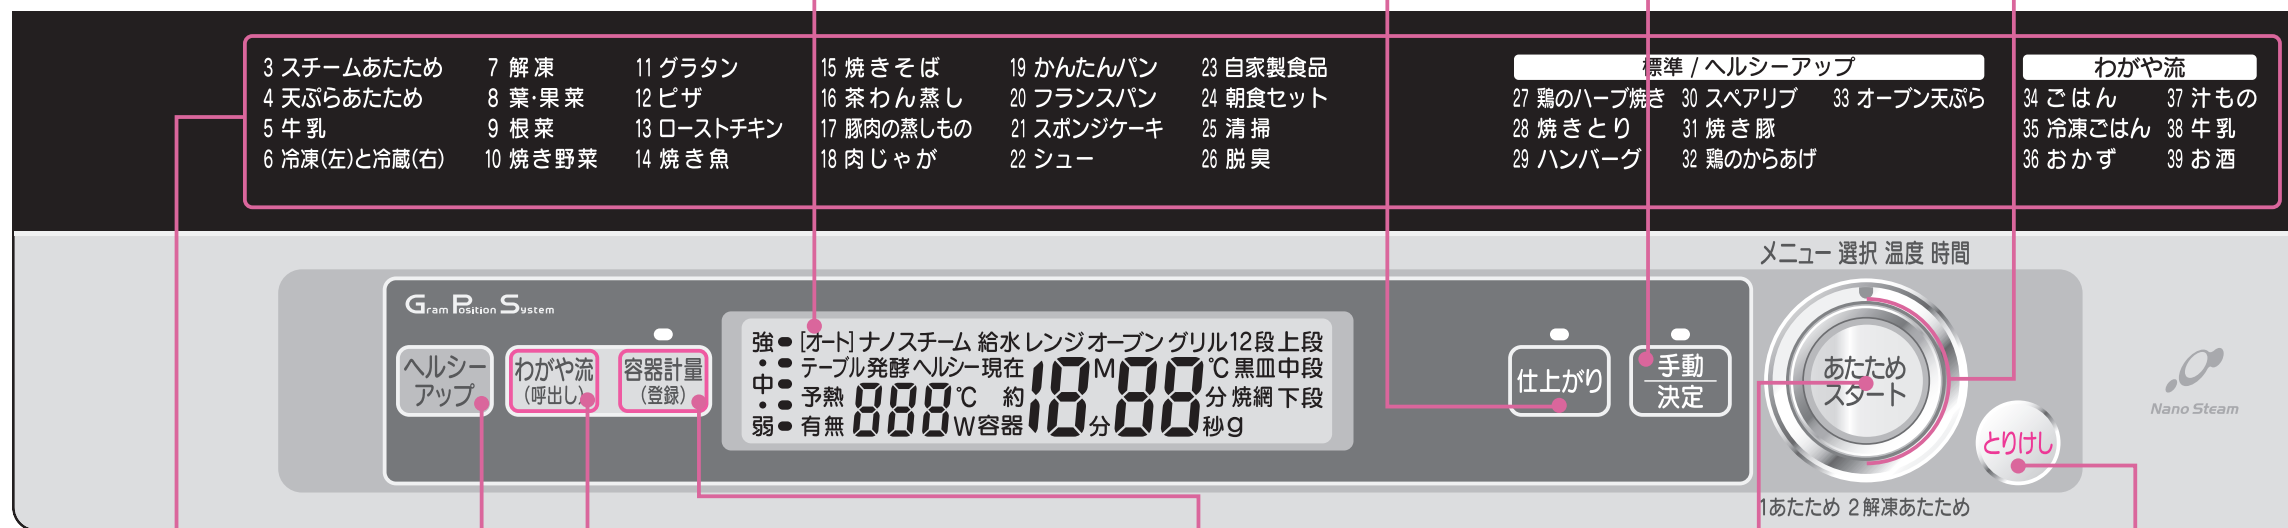 3 スチームあたため 7 解凍 11 グラタン 15 焼きそば 19 かんたんパン 23 自家製食品 標準 / ヘルシーアップ わがや流
4 天ぷらあたため 8 葉・果菜 12 ピザ 16 茶わん蒸し 20 フランスパン 24 朝食セット 27 鶏のハーブ焼き 30 スペアリブ 33 オーブン天ぷら 34 ごはん 37 汁もの
5 牛乳 9 根菜 13 ローストチキン 17 豚肉の蒸しもの 21 スポンジケーキ 25 清掃 28 焼きとり 31 焼き豚 35 冷凍ごはん 38 牛乳
6 冷凍(左)と冷蔵(右) 10 焼き野菜 14 焼き魚 18 肉じゃが 22 シュー 26 脱臭 29 ハンバーグ 32 鶏のからあげ 36 おかず 39 お酒
メニュー 選択 温度 時間
Gram Position System
ヘルシー
アップ
わがや流
(呼出し)
容器計量
(登録)
強 [オート] ナノスチーム 給水 レンジ オーブン グリル 12段 上段
テーブル 発酵 ヘルシー 現在 M ℃ 黒皿 中段
中 予熱 888 ℃ 約 18 88 分 焼網 下段
弱 有無 W 容器 分 秒 g
仕上がり
手動
決定
あたため
スタート
とりけし
Nano Steam
1あたため 2解凍あたため